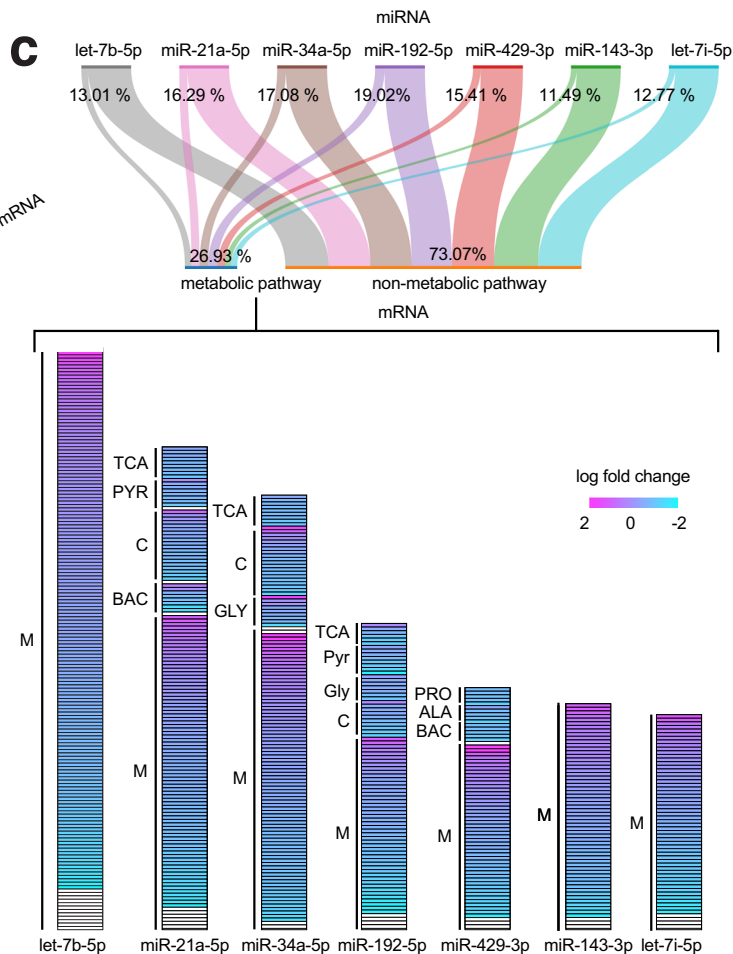 C
miRNA
let-7b-5p miR-21a-5p miR-34a-5p miR-192-5p miR-429-3p miR-143-3p let-7i-5p
13.01 % 16.29 % 17.08 % 19.02% 15.41 % 11.49 % 12.77 %
mRNA
26.93 % 73.07%
metabolic pathway non-metabolic pathway
mRNA
log fold change
2 0 -2
M
TCA
PYR
C
BAC
M
TCA
C
GLY
M
TCA
Pyr
Gly
C
M
PRO
ALA
BAC
M
M
M
let-7b-5p miR-21a-5p miR-34a-5p miR-192-5p miR-429-3p miR-143-3p let-7i-5p